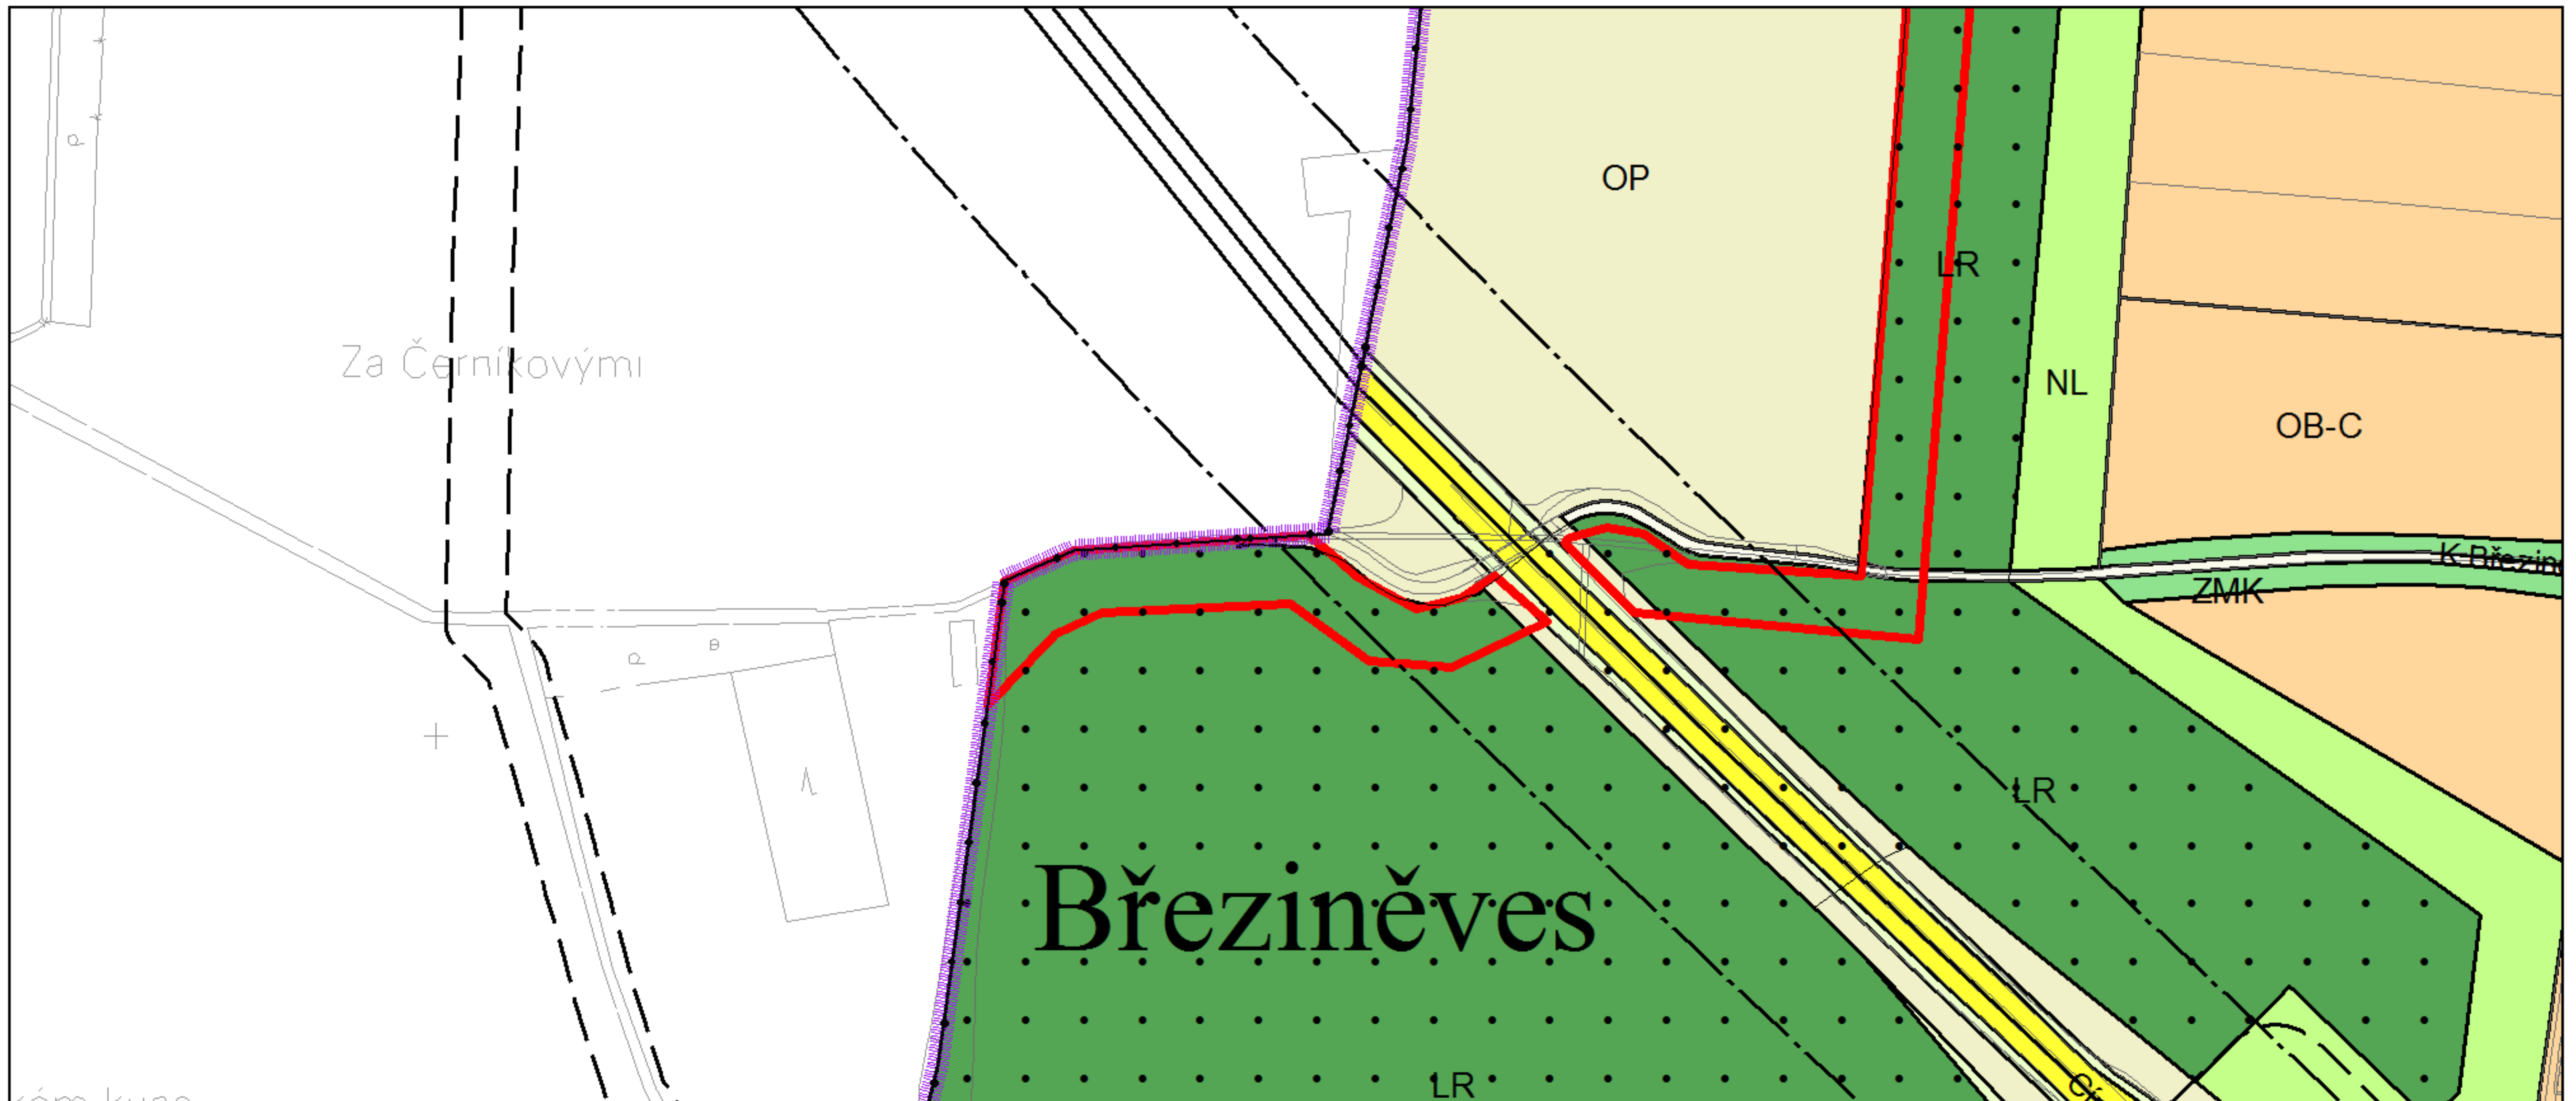 OP
LR
Za Černíkovými
NL
OB-C
K Březin
ZMK
LR
Březiněves
LR